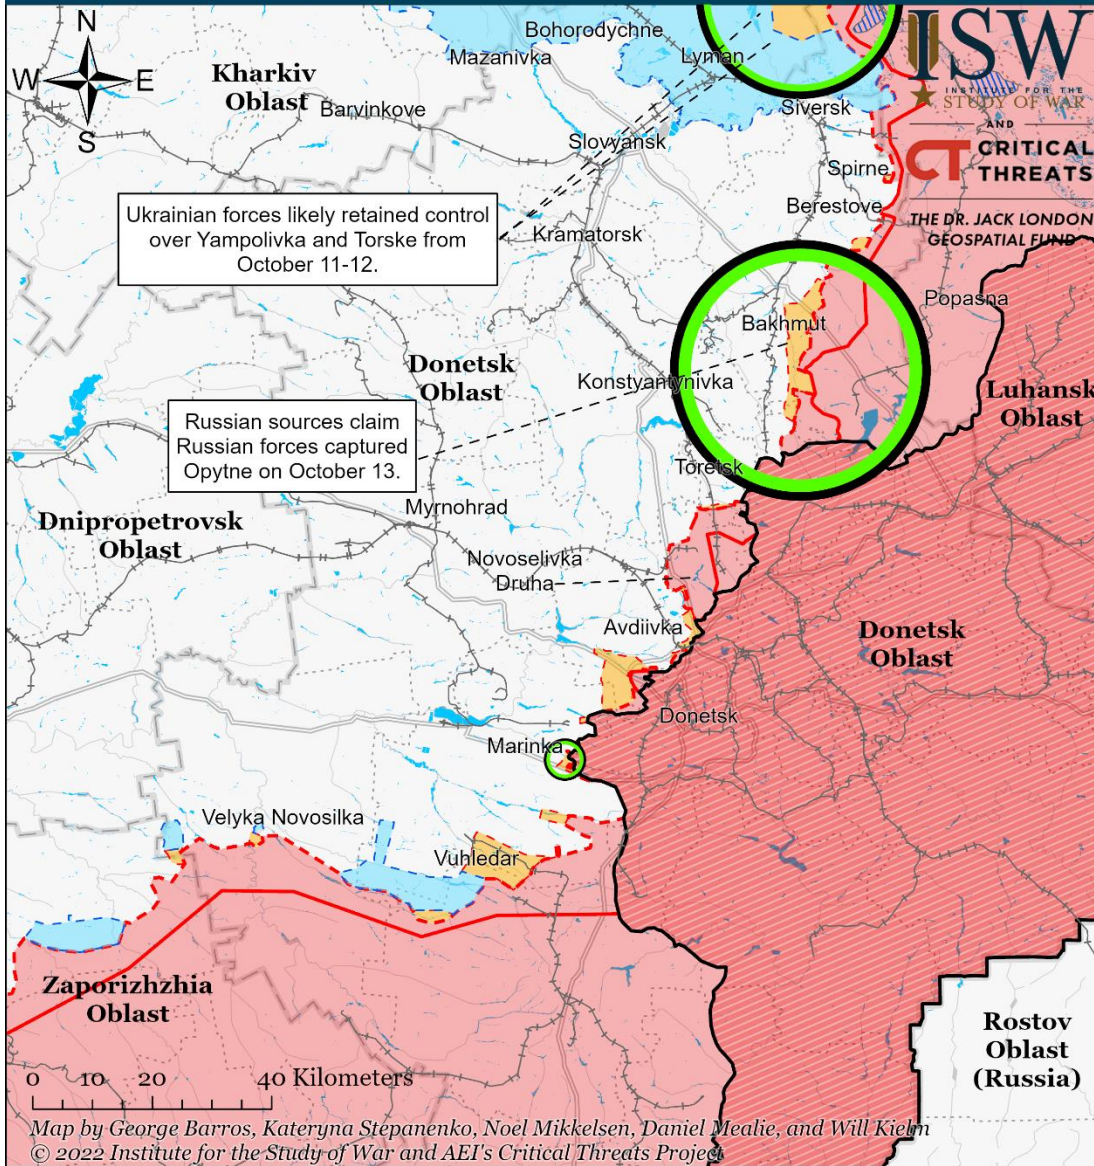 N
W
E
S
ISW
INSTITUTE FOR THE
STUDY OF WAR
AND
CT CRITICAL
THREATS
THE DR. JACK LONDON
GEOSPATIAL FUND
Bohorodychne
Mazanivka
Lyman
Kharkiv
Oblast
Barvinkove
Siversk
Slovyansk
Spirne
Berestove
Ukrainian forces likely retained control
over Yampolivka and Torske from
October 11-12.
Kramatorsk
Popasna
Bakhmut
Donetsk
Oblast
Konstyantynivka
Luhansk
Oblast
Russian sources claim
Russian forces captured
Opytne on October 13.
Toretsk
Myrnohrad
Dnipropetrovsk
Oblast
Novoselivka
Druha
Avdiivka
Donetsk
Oblast
Donetsk
Marinka
Velyka Novosilka
Vuhledar
Zaporizhzhia
Oblast
Rostov
Oblast
(Russia)
0 10 20 40 Kilometers
Map by George Barros, Kateryna Stepanenko, Noel Mikkelsen, Daniel Mealie, and Will Kielm
© 2022 Institute for the Study of War and AEI's Critical Threats Project